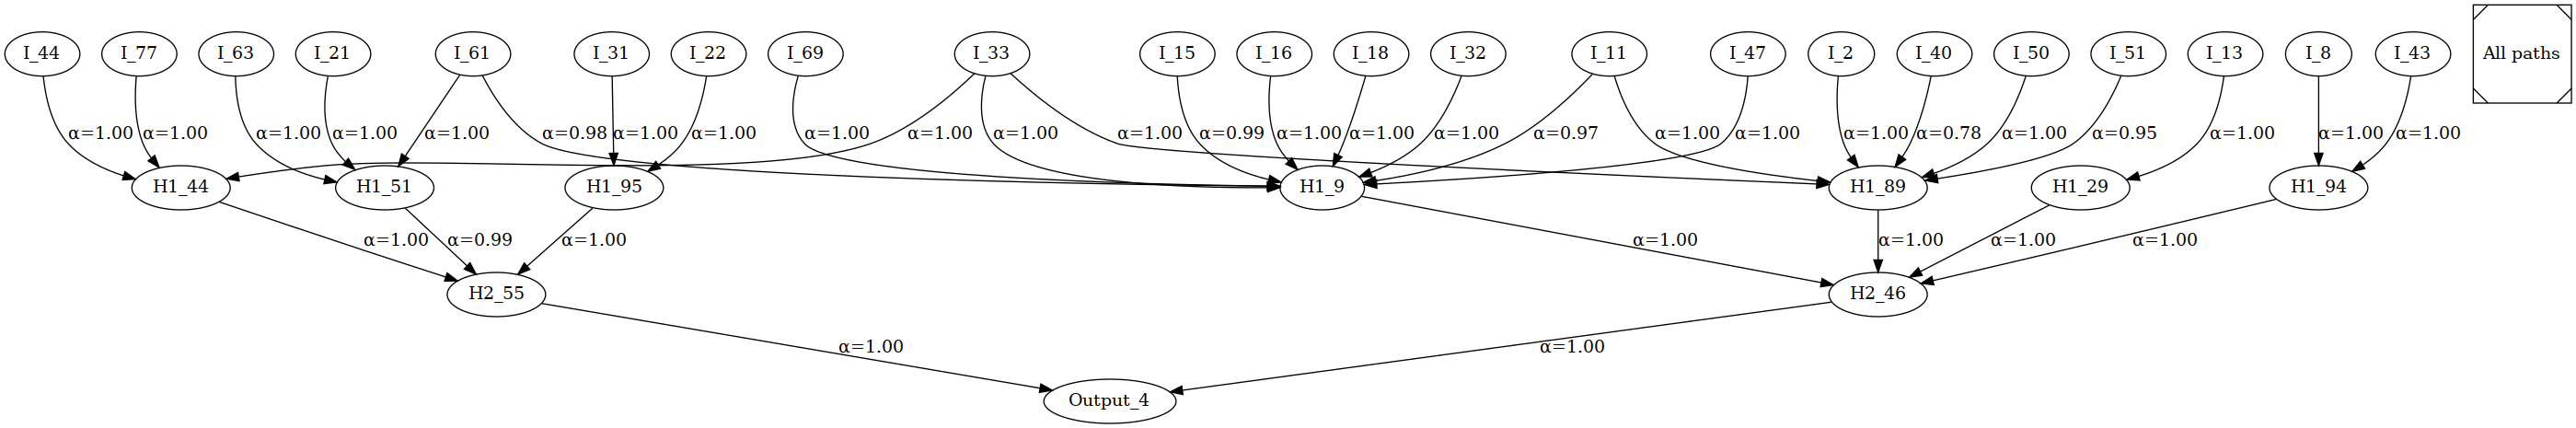 I_44 I_77 I_63 I_21 I_61 I_31 I_22 I_69 I_33 I_15 I_16 I_18 I_32 I_11 I_47 I_2 I_40 I_50 I_51 I_13 I_8 I_43 All paths
α=1.00 α=1.00 α=1.00 α=1.00 α=1.00 α=0.98 α=1.00 α=1.00 α=1.00 α=1.00 α=1.00 α=1.00 α=0.99 α=1.00 α=1.00 α=1.00 α=0.97 α=1.00 α=1.00 α=1.00 α=0.78 α=1.00 α=0.95 α=1.00 α=1.00 α=1.00
H1_44 H1_51 H1_95 H1_9 H1_89 H1_29 H1_94
α=1.00 α=0.99 α=1.00 α=1.00 α=1.00 α=1.00 α=1.00
H2_55 H2_46
α=1.00 α=1.00
Output_4